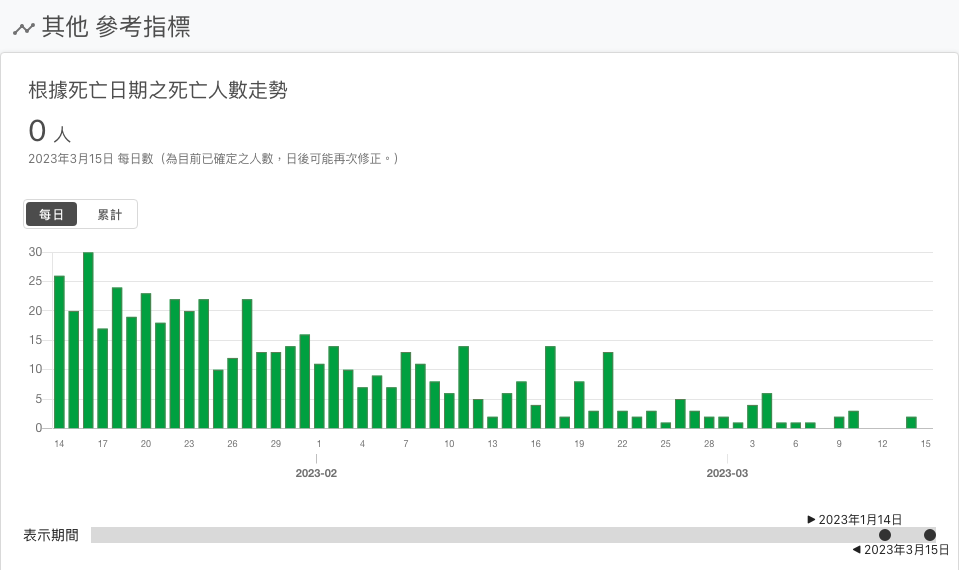 其他 參考指標
根據死亡日期之死亡人數走勢
0 人
2023年3月15日 每日數（為目前已確定之人數，日後可能再次修正。）
每日 累計
30
25
20
15
10
5
0
14 17 20 23 26 29 1 4 7 10 13 16 19 22 25 28 3 6 9 12 15
2023-02 2023-03
▶ 2023年1月14日
表示期間
◀ 2023年3月15日